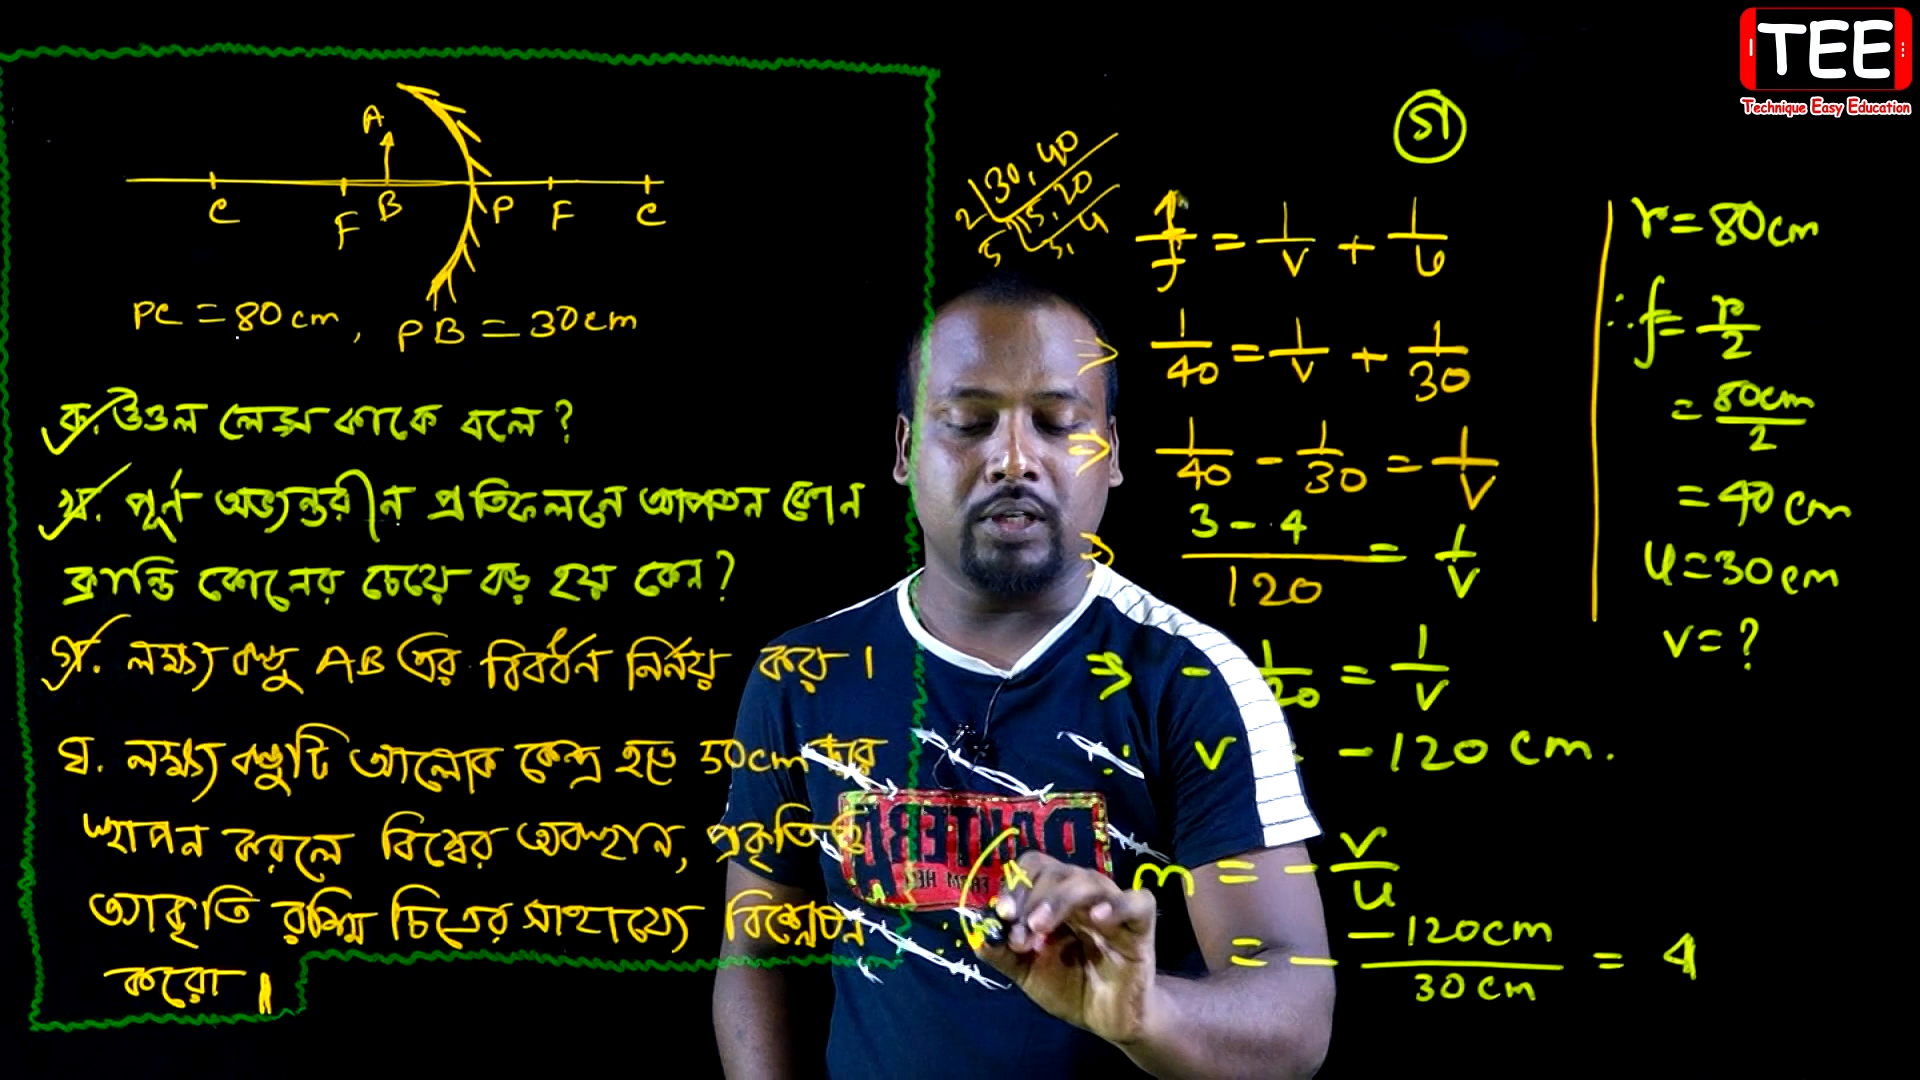 TEE
Technique Easy Education
A
C F B P F C
PC = 80 cm, PB = 30 cm
ক. উত্তল লেন্স কাকে বলে?
খ. পূর্ন অভ্যন্তরীন প্রতিফলনে আপতন কোন
ক্রান্তি কোনের চেয়ে বড় হয় কেন?
গ. লক্ষ্য বস্তু AB এর বিবর্ধন নির্নয় কর।
ঘ. লক্ষ্য বস্তুটি আলোক কেন্দ্র হতে 50cm দূরে
স্থাপন করলে বিম্বের অবস্থান, প্রকৃতি ও
আকৃতি রশ্মি চিত্রের সাহায্যে বিশ্লেষন
করো।
2 30, 40
5 15, 20
3, 4
গ
1/f = 1/v + 1/u
⇒ 1/40 = 1/v + 1/30
⇒ 1/40 - 1/30 = 1/v
⇒ 3 - 4/120 = 1/v
⇒ - = 1/v
∴ v = -120 cm.
m = - v/u
= - -120cm/30cm = 4
r = 80cm
∴ f = r/2
= 80cm/2
= 40 cm
u = 30 cm
v = ?